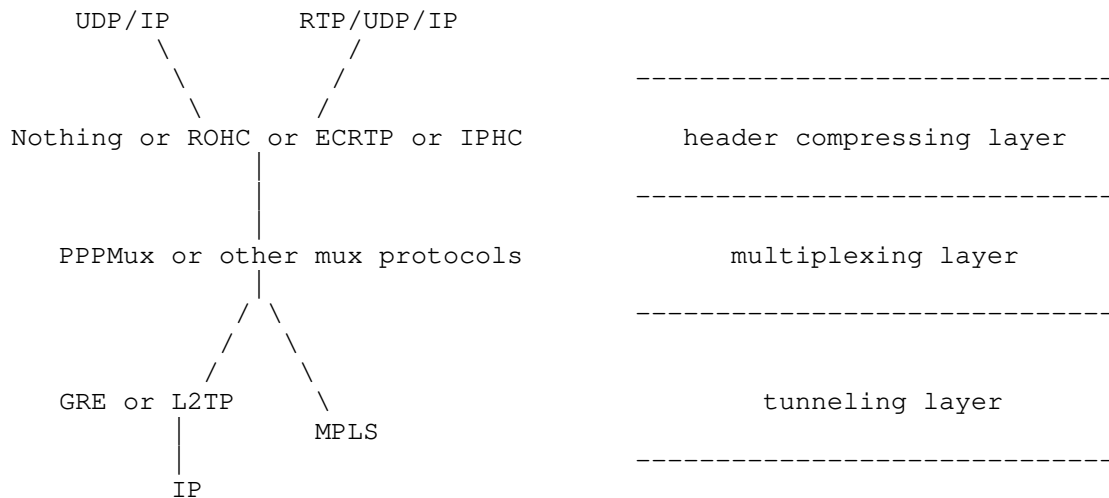 UDP/IP RTP/UDP/IP
Nothing or ROHC or ECRTP or IPHC header compressing layer
PPPMux or other mux protocols multiplexing layer
GRE or L2TP tunneling layer
MPLS
IP